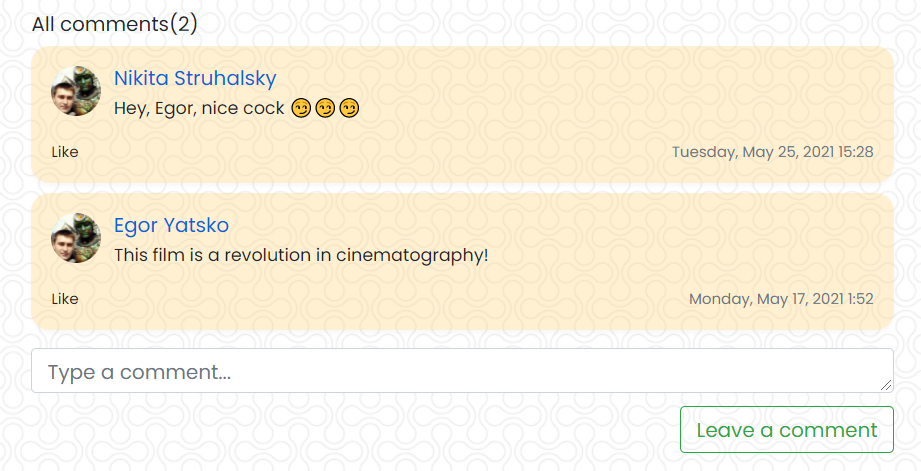 All comments(2)
Nikita Struhalsky
Hey, Egor, nice cock 😏😏😏
Like
Tuesday, May 25, 2021 15:28
Egor Yatsko
This film is a revolution in cinematography!
Like
Monday, May 17, 2021 1:52
Type a comment...
Leave a comment